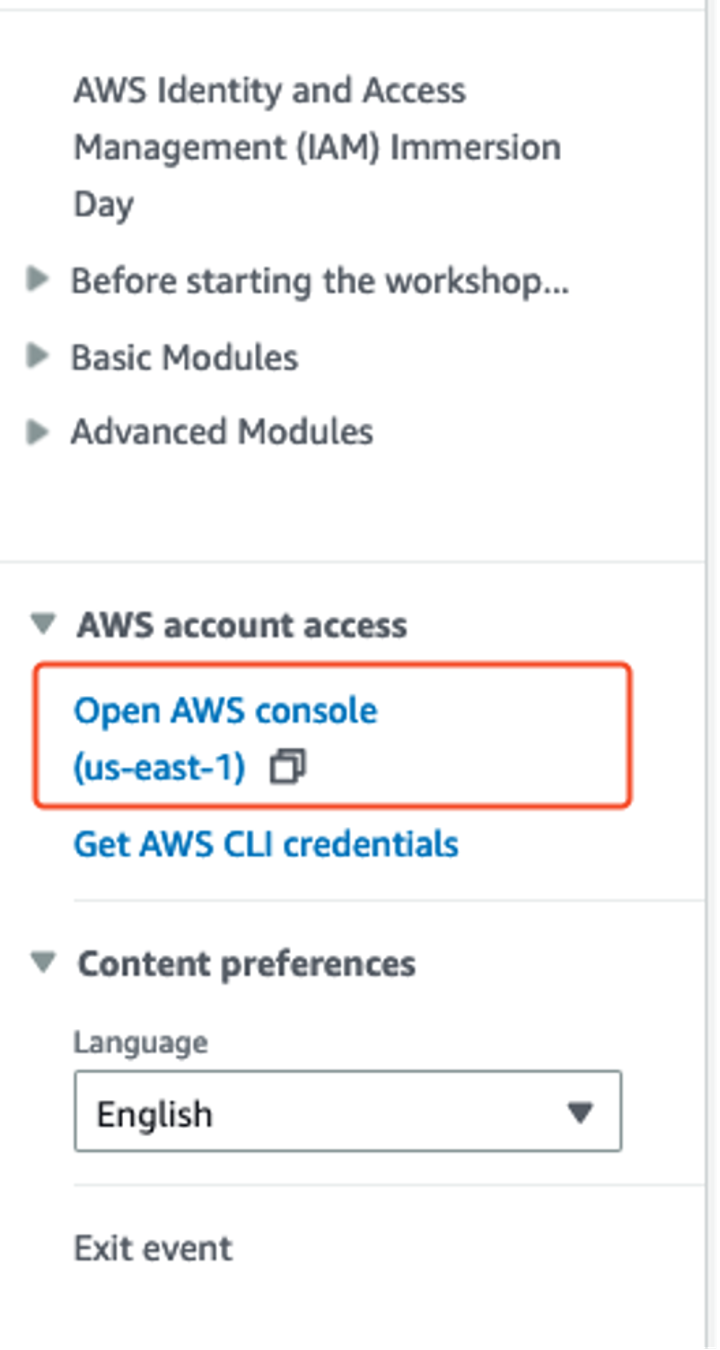 AWS Identity and Access
Management (IAM) Immersion
Day
Before starting the workshop...
Basic Modules
Advanced Modules
AWS account access
Open AWS console
(us-east-1)
Get AWS CLI credentials
Content preferences
Language
English
Exit event